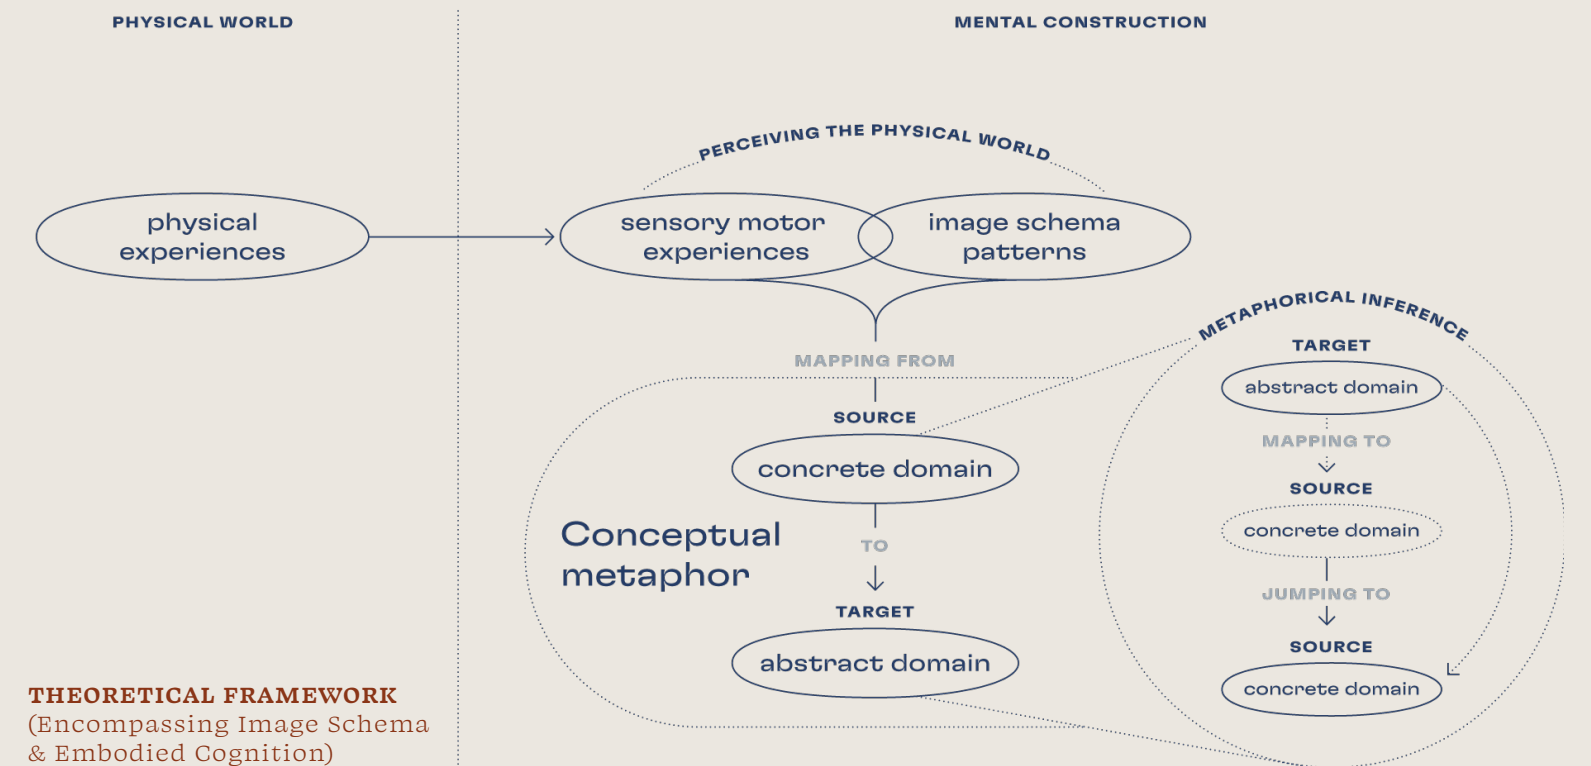 PHYSICAL WORLD
MENTAL CONSTRUCTION
PERCEIVING THE PHYSICAL WORLD
physical
experiences
sensory motor
experiences
image schema
patterns
MAPPING FROM
SOURCE
concrete domain
TO
TARGET
abstract domain
Conceptual
metaphor
METAPHORICAL INFERENCE
TARGET
abstract domain
MAPPING TO
SOURCE
concrete domain
JUMPING TO
SOURCE
concrete domain
THEORETICAL FRAMEWORK
(Encompassing Image Schema
& Embodied Cognition)